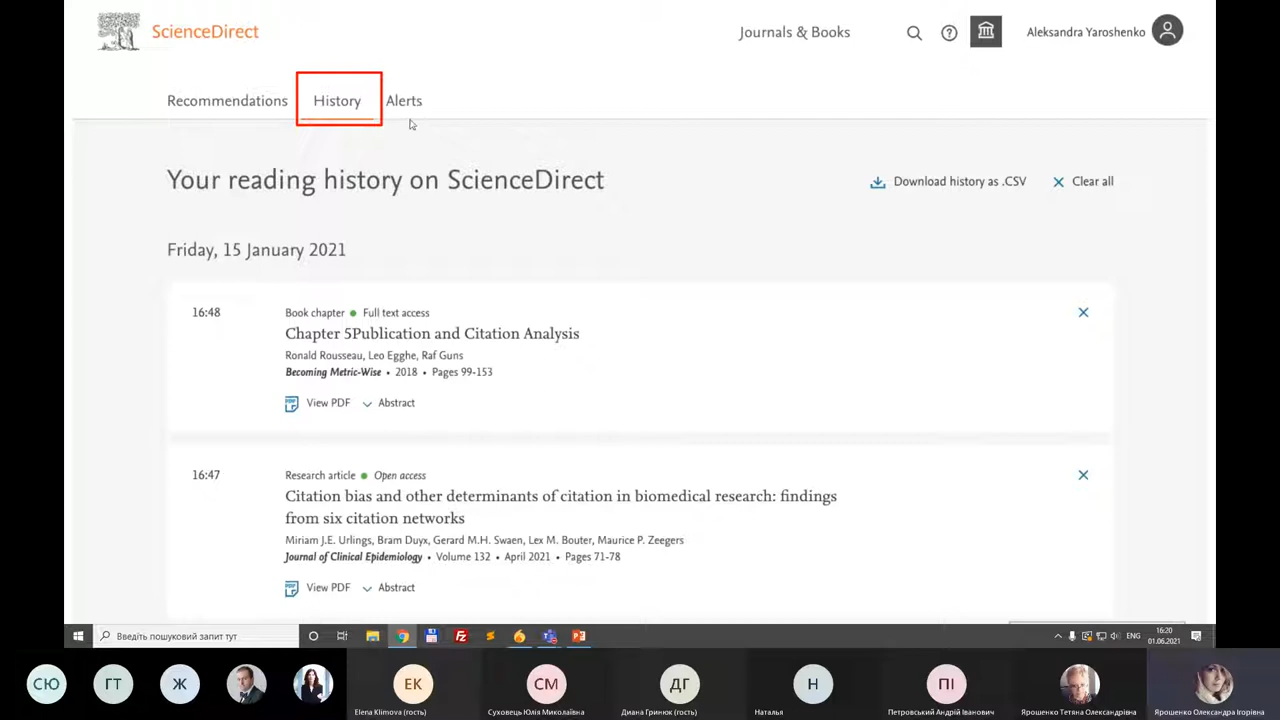 ScienceDirect
Journals & Books
Aleksandra Yaroshenko
Recommendations
History
Alerts
Your reading history on ScienceDirect
Download history as .CSV
Clear all
Friday, 15 January 2021
16:48
Book chapter ● Full text access
Chapter 5Publication and Citation Analysis
Ronald Rousseau, Leo Egghe, Raf Guns
Becoming Metric-Wise • 2018 • Pages 99-153
View PDF
Abstract
16:47
Research article ● Open access
Citation bias and other determinants of citation in biomedical research: findings
from six citation networks
Miriam J.E. Urlings, Bram Duyx, Gerard M.H. Swaen, Lex M. Bouter, Maurice P. Zeegers
Journal of Clinical Epidemiology • Volume 132 • April 2021 • Pages 71-78
View PDF
Abstract
Введіть пошуковий запит тут
ENG
16:20
01.06.2021
СЮ
ГТ
Ж
ЕК
СМ
ДГ
Н
ПІ
Elena Klimova (гость)
Суховець Юлія Миколаївна
Диана Гринюк (гость)
Наталья
Петровський Андрій Іванович
Ярошенко Тетяна Олександрівна
Ярошенко Олександра Ігорівна